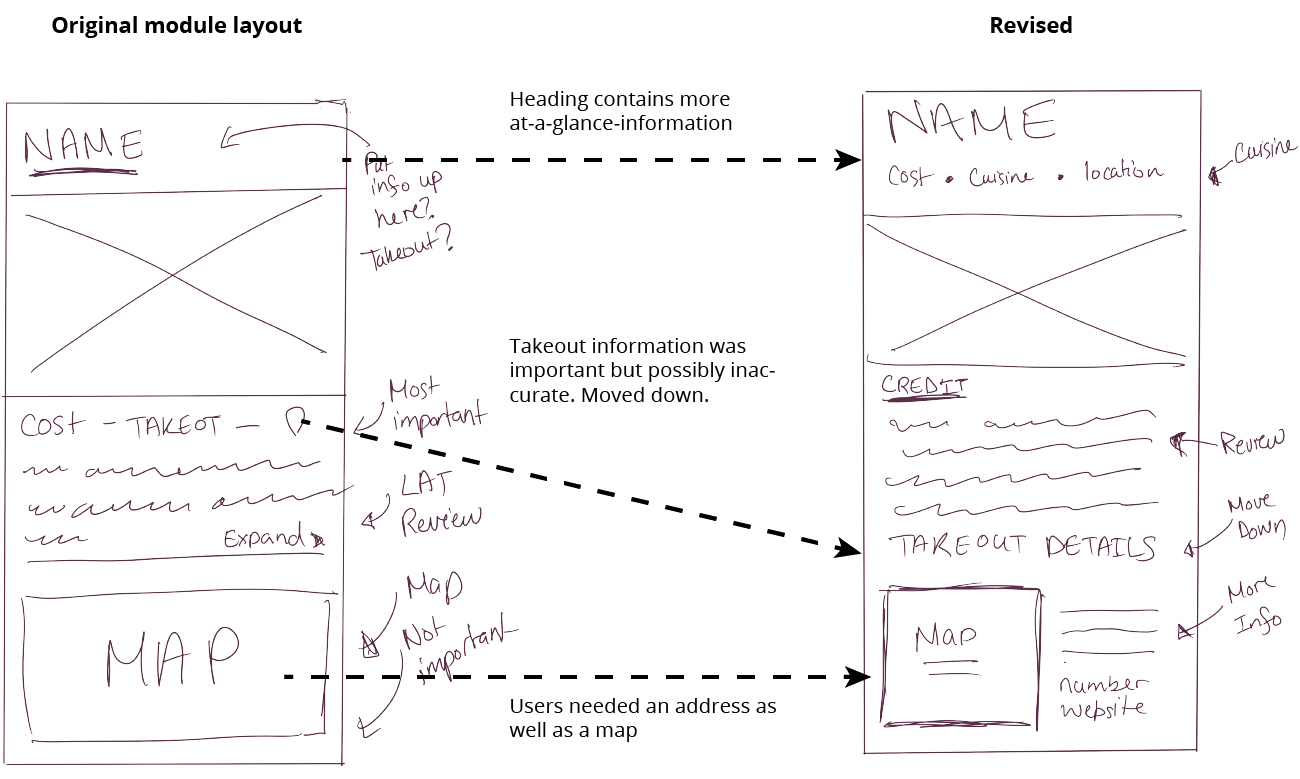 Original module layout
Revised
Heading contains more
at-a-glance-information
NAME
Put
info up
here?
Takeout?
NAME
Cost • Cuisine • location
Cuisine
Takeout information was
important but possibly inac-
curate. Moved down.
Most
important
COST - TAKEOT -
LAT
Review
Expand
CREDIT
Review
TAKEOUT DETAILS
Move
Down
Map
Not
important
MAP
Map
More
Info
number
website
Users needed an address as
well as a map